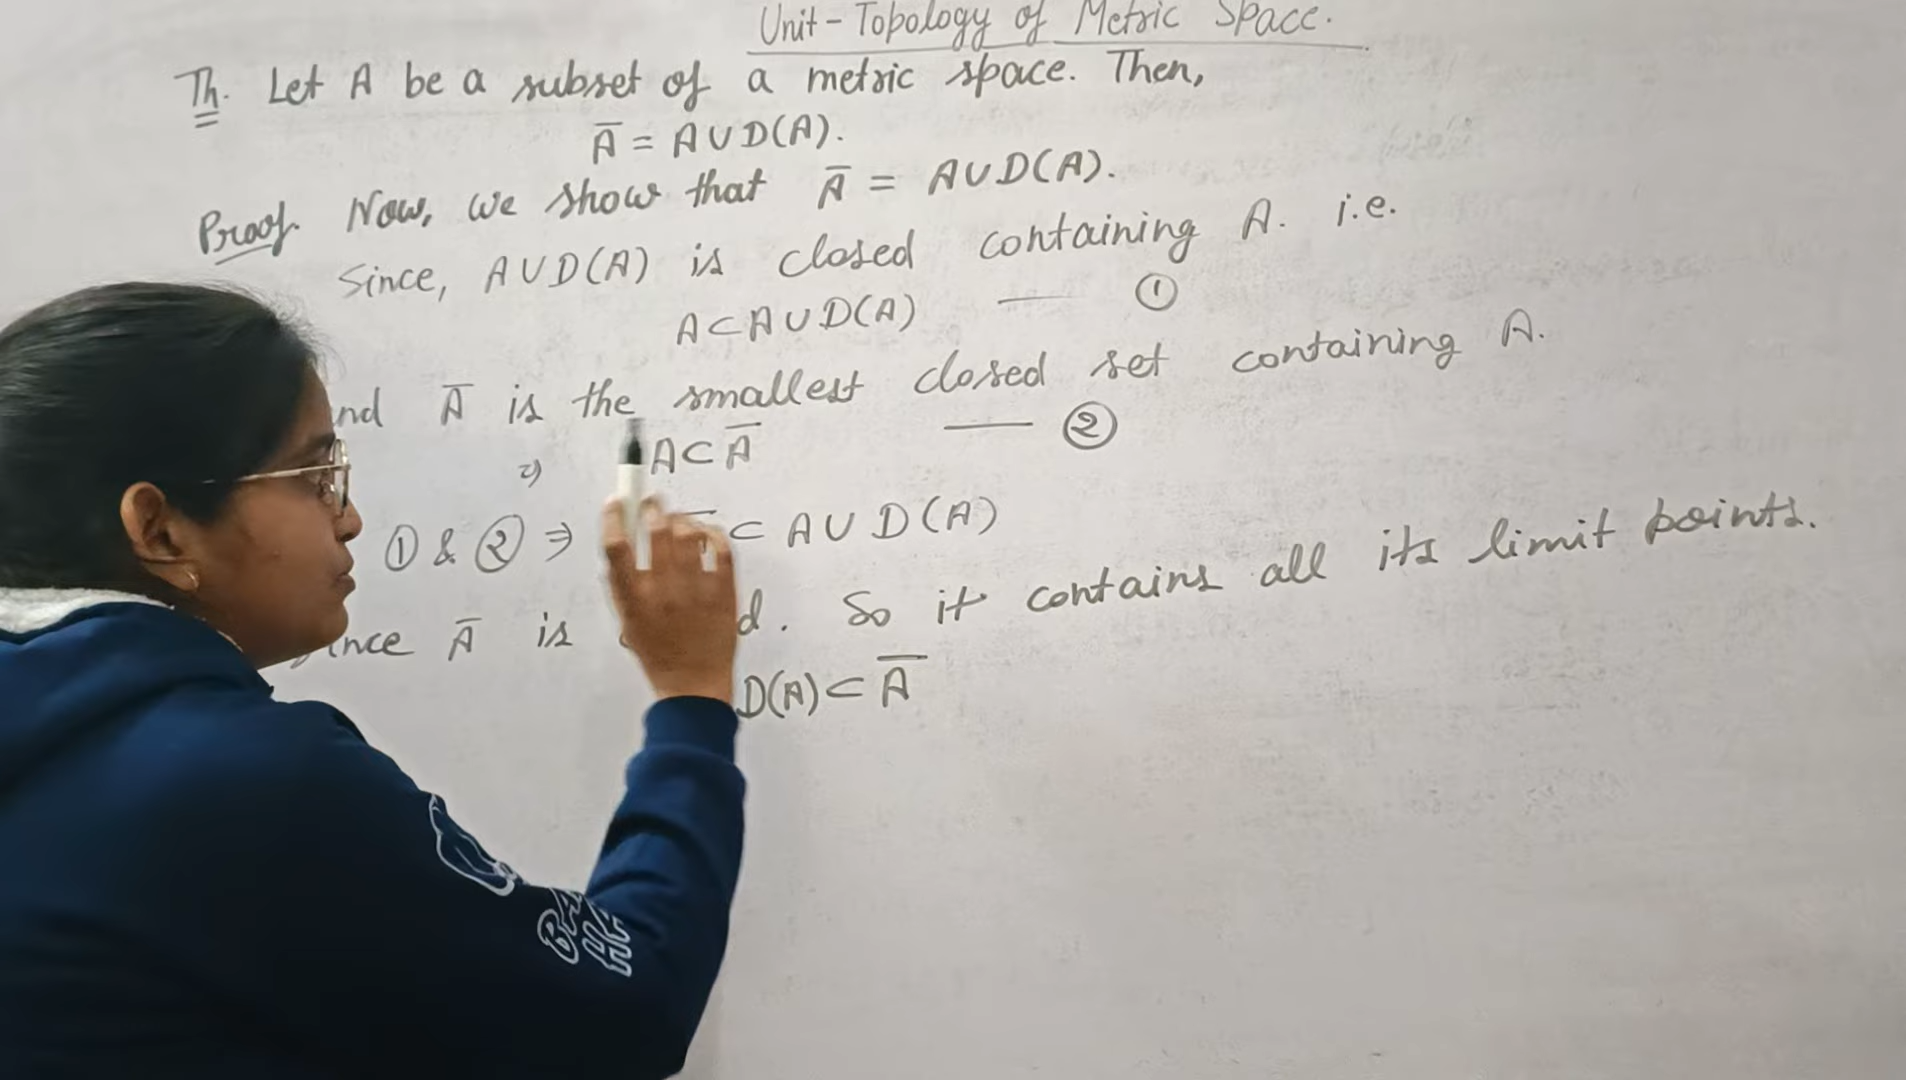 Unit - Topology of Metric Space.
Th. Let A be a subset of a metric space. Then,
A̅ = A∪D(A).
Proof. Now, we show that A̅ = A∪D(A).
Since, A∪D(A) is closed containing A. i.e.
A⊂A∪D(A) — ①
nd A̅ is the smallest closed set containing A.
A⊂A̅ — ②
① & ② ⇒ ⊂ A∪D(A)
ince A̅ is d. So it contains all its limit points.
D(A)⊂A̅